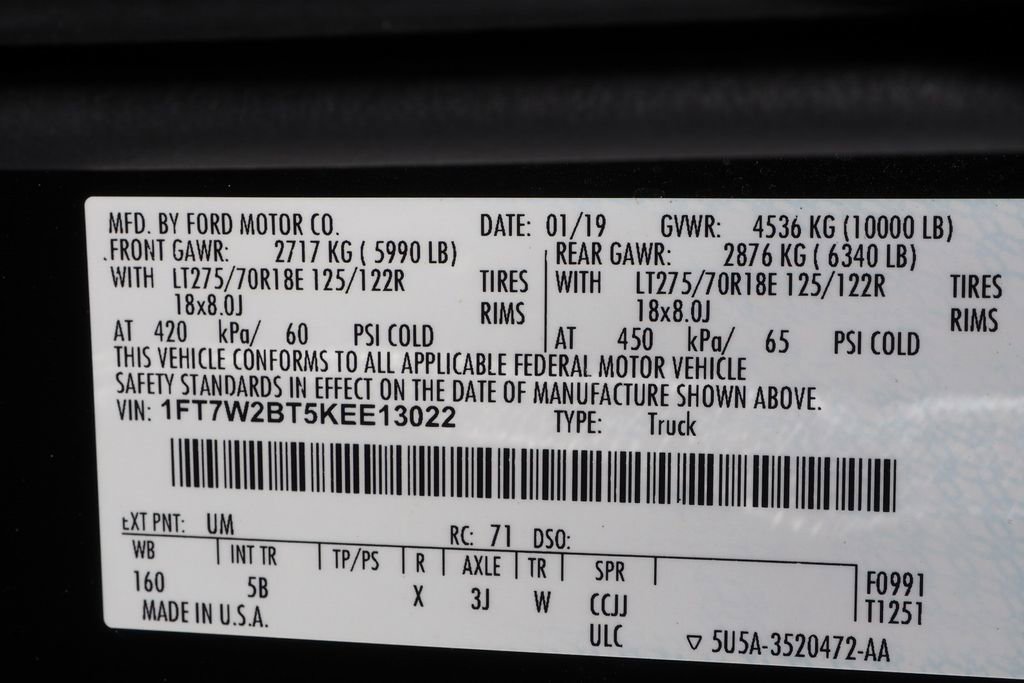 MFD. BY FORD MOTOR CO. DATE: 01/19 GVWR: 4536 KG (10000 LB)
FRONT GAWR: 2717 KG ( 5990 LB) REAR GAWR: 2876 KG ( 6340 LB)
WITH LT275/70R18E 125/122R TIRES WITH LT275/70R18E 125/122R TIRES
18x8.0J RIMS 18x8.0J RIMS
AT 420 kPa/ 60 PSI COLD AT 450 kPa/ 65 PSI COLD
THIS VEHICLE CONFORMS TO ALL APPLICABLE FEDERAL MOTOR VEHICLE
SAFETY STANDARDS IN EFFECT ON THE DATE OF MANUFACTURE SHOWN ABOVE.
VIN: 1FT7W2BT5KEE13022 TYPE: Truck
EXT PNT: UM RC: 71 DSO:
WB INT TR TP/PS R AXLE TR SPR F0991
160 5B X 3J W CCJJ T1251
MADE IN U.S.A. ULC ▽ 5U5A-3520472-AA